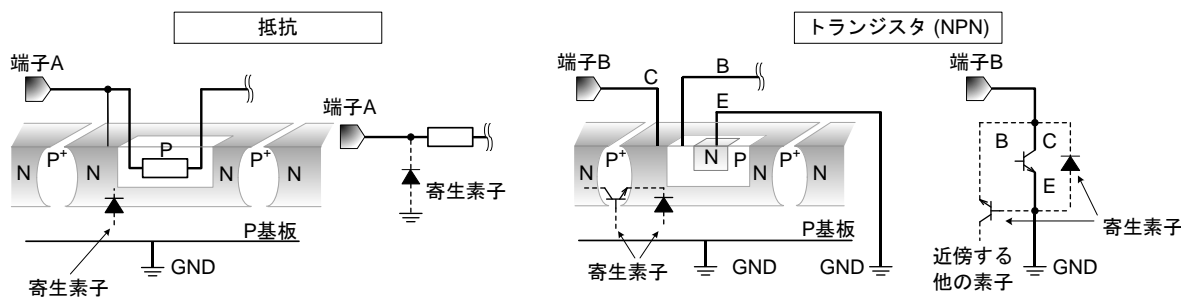 抵抗
端子A
N
P+
N
P
N
P+
N
P基板
寄生素子
GND
端子A
寄生素子
トランジスタ (NPN)
端子B
C
B
E
N
P+
N
N
P
N
P+
N
P基板
寄生素子
GND
GND
端子B
B
C
E
寄生素子
近傍する
他の素子